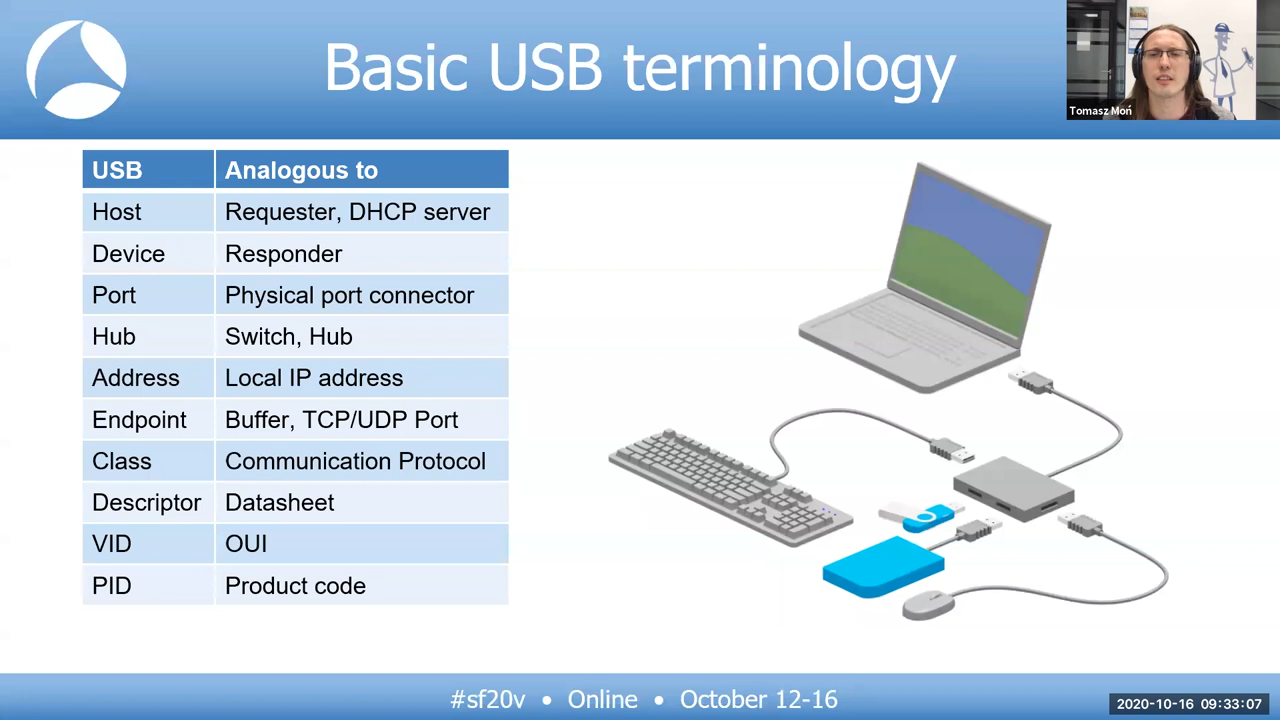 Basic USB terminology
Tomasz Moń
USB Analogous to
Host Requester, DHCP server
Device Responder
Port Physical port connector
Hub Switch, Hub
Address Local IP address
Endpoint Buffer, TCP/UDP Port
Class Communication Protocol
Descriptor Datasheet
VID OUI
PID Product code
#sf20v • Online • October 12-16
2020-10-16 09:33:07